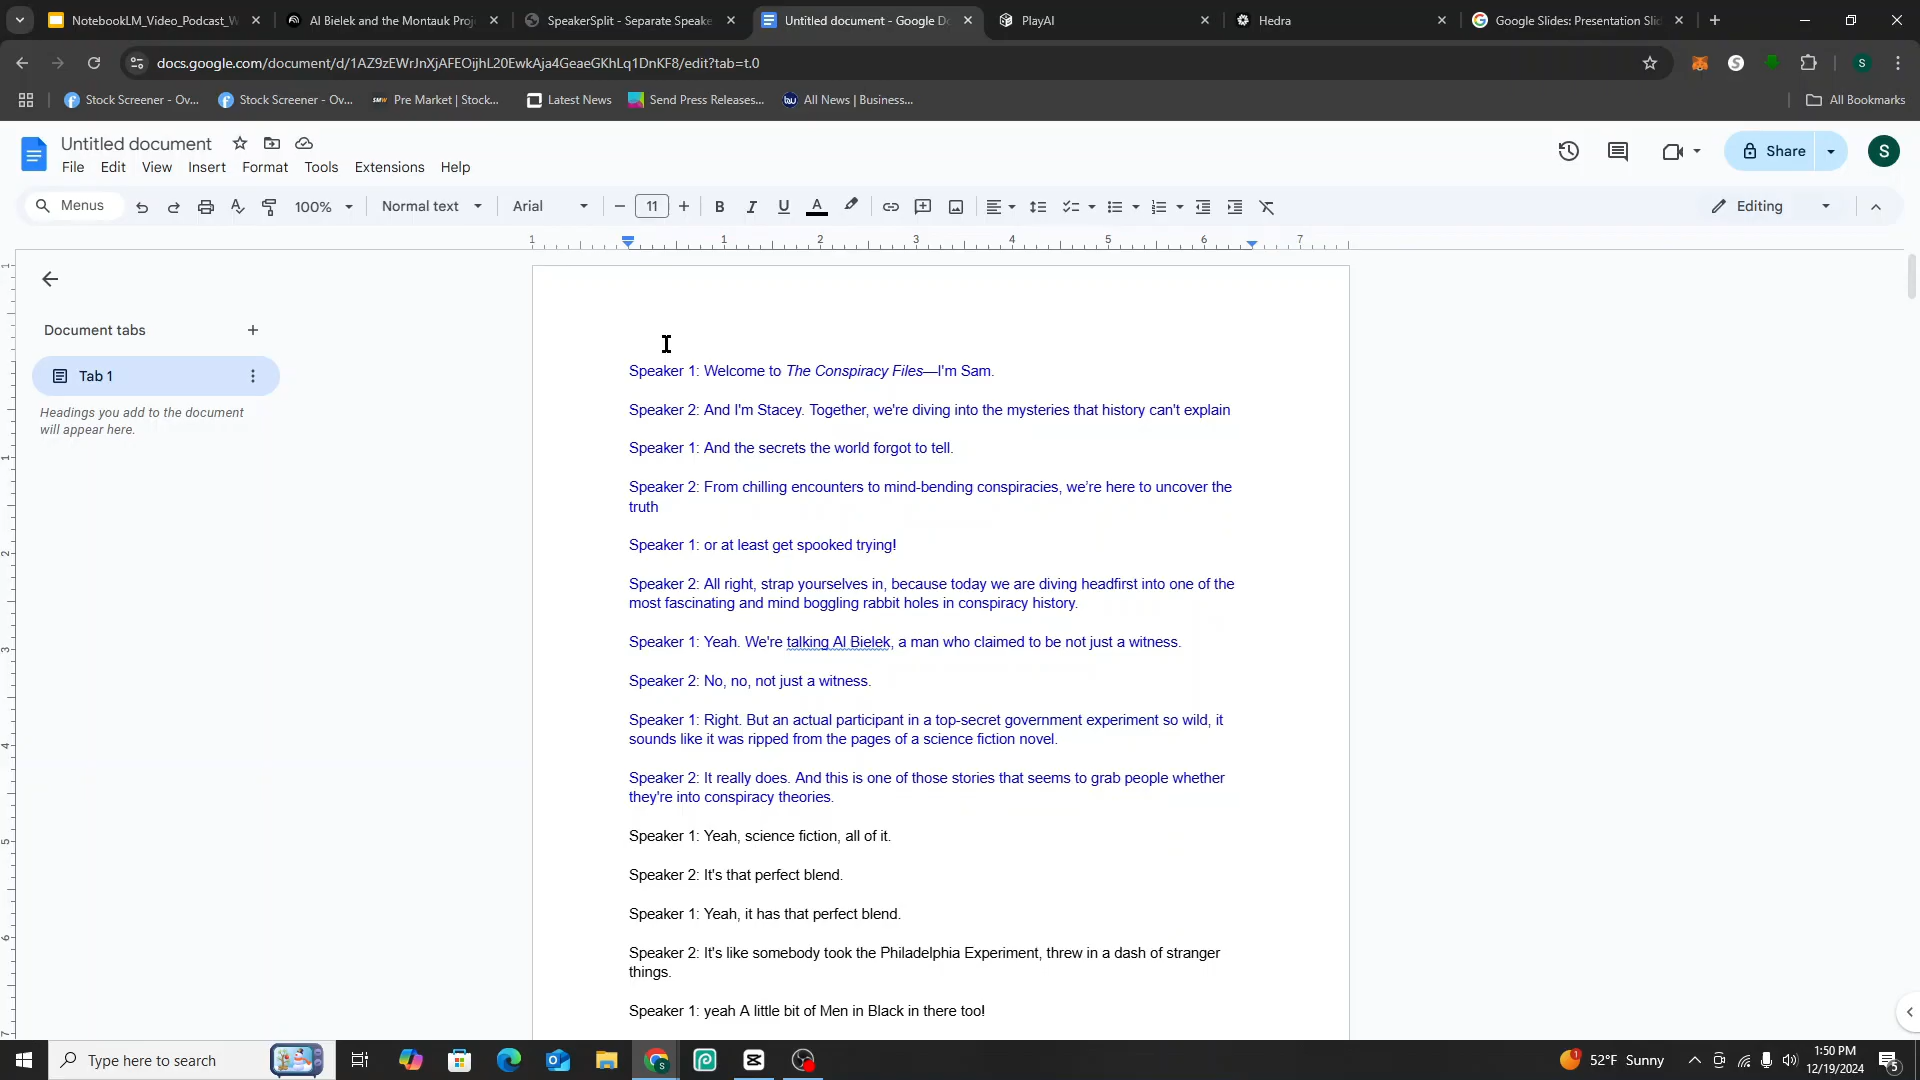 NotebookLM_Video_Podcast_W
Al Bielek and the Montauk Proj
SpeakerSplit - Separate Speake
Untitled document - Google Do
PlayAI
Hedra
Google Slides: Presentation Slid
docs.google.com/document/d/1AZ9zEWrJnXjAFEOijhL20EwkAja4GeaeGKhLq1DnKF8/edit?tab=t.0
S
Stock Screener - Ov...
Stock Screener - Ov...
SMW Pre Market | Stock...
Latest News
Send Press Releases...
All News | Business...
All Bookmarks
Untitled document
File Edit View Insert Format Tools Extensions Help
Share
S
Menus
100%
Normal text
Arial
11
B
Editing
1 1 2 3 4 5 6 7
Document tabs
Tab 1
Headings you add to the document
will appear here.
Speaker 1: Welcome to The Conspiracy Files—I'm Sam.
Speaker 2: And I'm Stacey. Together, we're diving into the mysteries that history can't explain
Speaker 1: And the secrets the world forgot to tell.
Speaker 2: From chilling encounters to mind-bending conspiracies, we’re here to uncover the
truth
Speaker 1: or at least get spooked trying!
Speaker 2: All right, strap yourselves in, because today we are diving headfirst into one of the
most fascinating and mind boggling rabbit holes in conspiracy history.
Speaker 1: Yeah. We're talking Al Bielek, a man who claimed to be not just a witness.
Speaker 2: No, no, not just a witness.
Speaker 1: Right. But an actual participant in a top-secret government experiment so wild, it
sounds like it was ripped from the pages of a science fiction novel.
Speaker 2: It really does. And this is one of those stories that seems to grab people whether
they're into conspiracy theories.
Speaker 1: Yeah, science fiction, all of it.
Speaker 2: It's that perfect blend.
Speaker 1: Yeah, it has that perfect blend.
Speaker 2: It's like somebody took the Philadelphia Experiment, threw in a dash of stranger
things.
Speaker 1: yeah A little bit of Men in Black in there too!
Type here to search
52°F Sunny
1:50 PM
12/19/2024
5